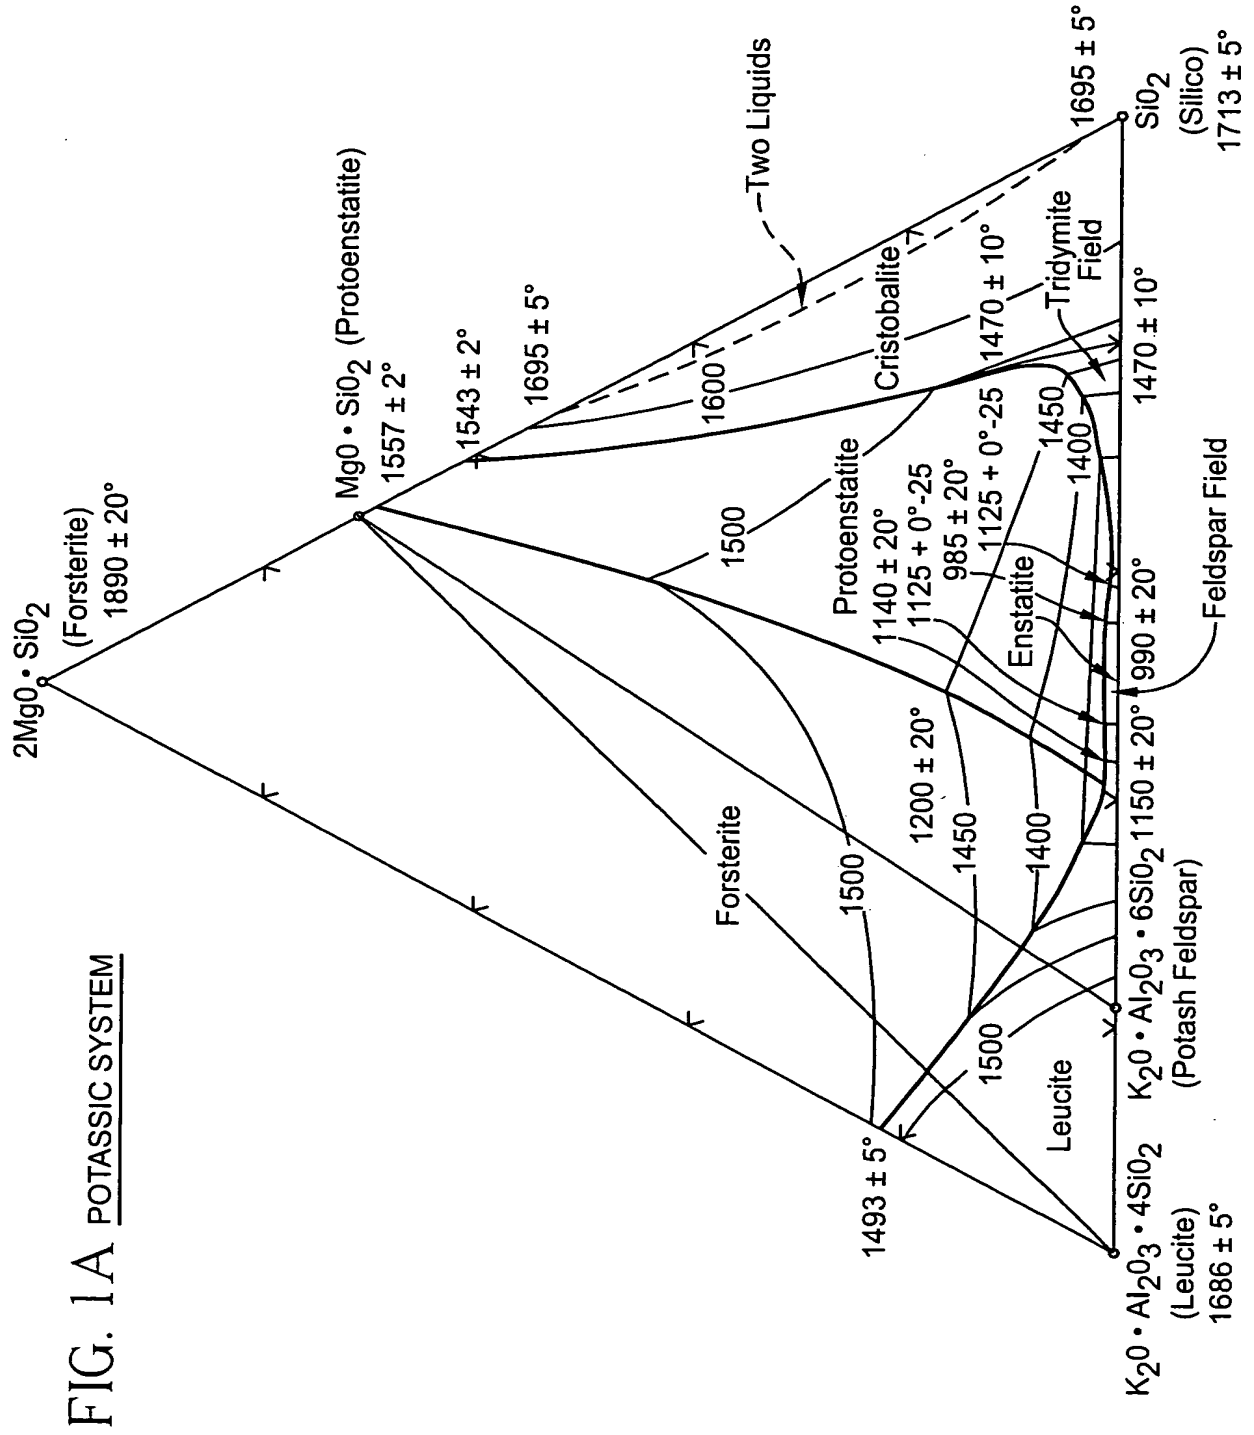 FIG. 1A POTASSIC SYSTEM
2MgO • SiO₂
(Forsterite)
1890 ± 20°
MgO • SiO₂ (Protoenstatite)
1557 ± 2°
1543 ± 2°
1695 ± 5°
Two Liquids
1600
Cristobalite
1470 ± 10°
1695 ± 5°
1500
Protoenstatite
1140 ± 20°
1125 + 0°-25
985 ± 20°
1125 + 0°-25
1450
1400
Tridymite
Field
Enstatite
Forsterite
1500
1200 ± 20°
1450
1400
1493 ± 5°
1500
Leucite
K₂O • Al₂O₃ • 4SiO₂
(Leucite)
1686 ± 5°
K₂O • Al₂O₃ • 6SiO₂
(Potash Feldspar)
1150 ± 20°
990 ± 20°
Feldspar Field
1470 ± 10°
SiO₂
(Silico)
1713 ± 5°